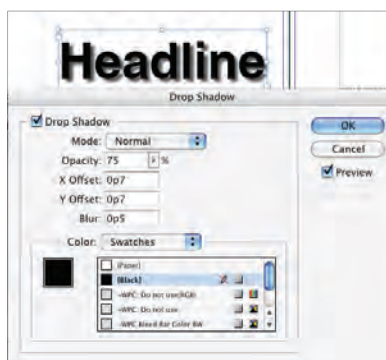 Headline
Drop Shadow
Drop Shadow
OK
Mode: Normal
Cancel
Opacity: 75 %
Preview
X Offset: 0p7
Y Offset: 0p7
Blur: 0p5
Color: Swatches
[Paper]
[Black]
~WPC: Do not use(RGB)
~WPC: Do not use
~WPC Bleed Bar Color BW